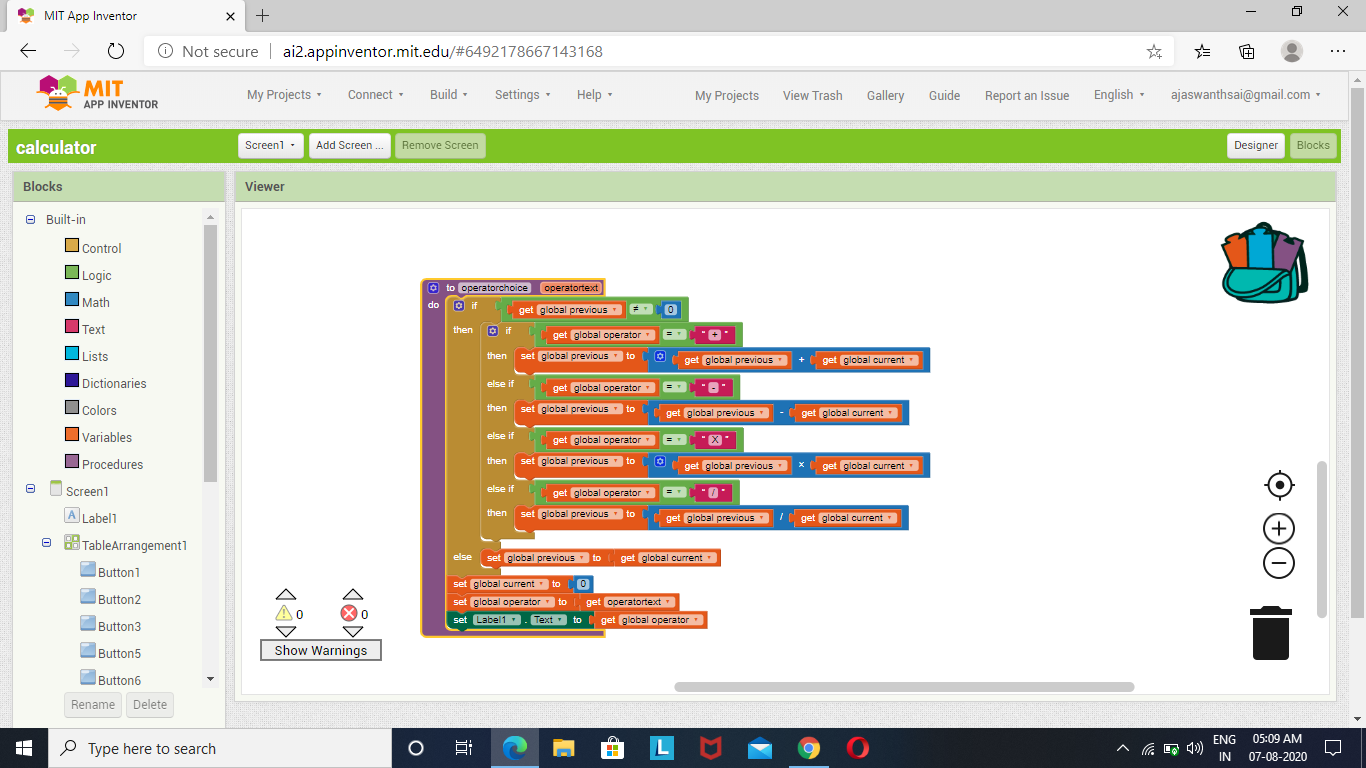 MIT App Inventor
Not secure | ai2.appinventor.mit.edu/#6492178667143168
MIT
APP INVENTOR
My Projects Connect Build Settings Help My Projects View Trash Gallery Guide Report an Issue English ajaswanthsai@gmail.com
calculator Screen1 Add Screen ... Remove Screen Designer Blocks
Blocks
Viewer
Built-in
Control
Logic
Math
Text
Lists
Dictionaries
Colors
Variables
Procedures
Screen1
Label1
TableArrangement1
Button1
Button2
Button3
Button5
Button6
Rename Delete
to operatorchoice operatortext
do if get global previous ≠ 0
then if get global operator = " + "
then set global previous to get global previous + get global current
else if get global operator = " - "
then set global previous to get global previous - get global current
else if get global operator = " X "
then set global previous to get global previous × get global current
else if get global operator = " / "
then set global previous to get global previous / get global current
else set global previous to get global current
set global current to 0
set global operator to get operatortext
set Label1 . Text to get global operator
0 0
Show Warnings
Type here to search
L
ENG
IN
05:09 AM
07-08-2020